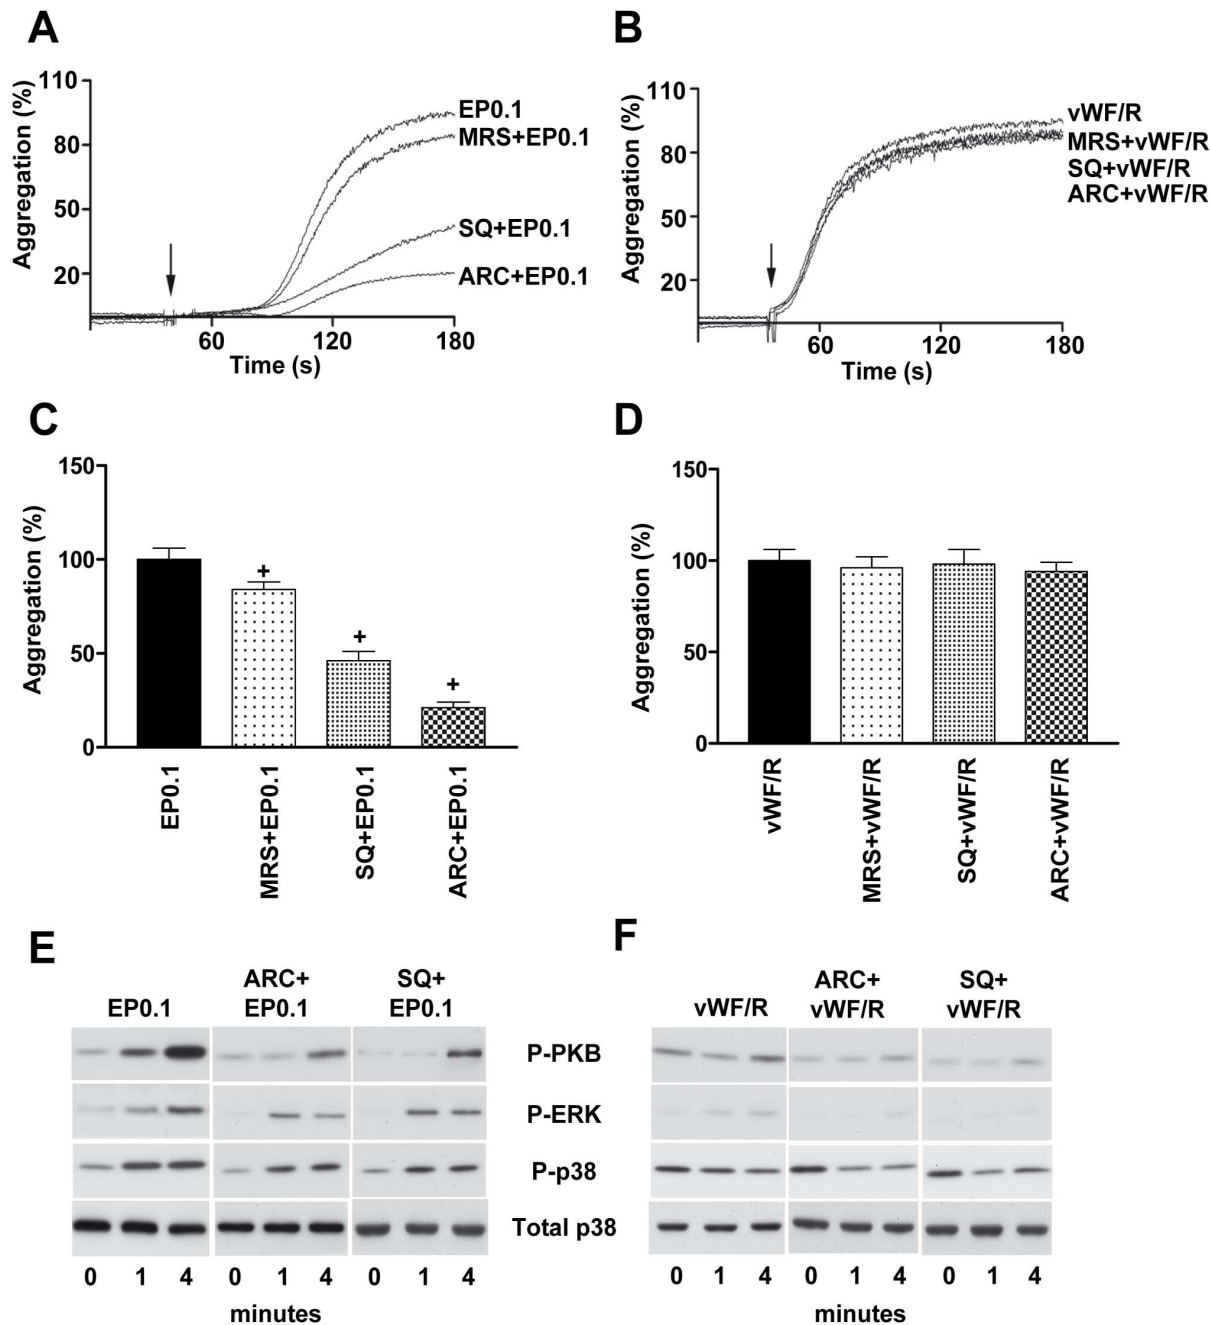 A
B
Aggregation (%)
110
80
50
20
60
120
180
Time (s)
EP0.1
MRS+EP0.1
SQ+EP0.1
ARC+EP0.1
Aggregation (%)
110
80
50
20
60
120
180
Time (s)
vWF/R
MRS+vWF/R
SQ+vWF/R
ARC+vWF/R
C
D
Aggregation (%)
150
100
50
0
+
+
+
EP0.1
MRS+EP0.1
SQ+EP0.1
ARC+EP0.1
Aggregation (%)
150
100
50
0
vWF/R
MRS+vWF/R
SQ+vWF/R
ARC+vWF/R
E
F
EP0.1
ARC+
EP0.1
SQ+
EP0.1
vWF/R
ARC+
vWF/R
SQ+
vWF/R
P-PKB
P-ERK
P-p38
Total p38
0 1 4 0 1 4 0 1 4
minutes
0 1 4 0 1 4 0 1 4
minutes